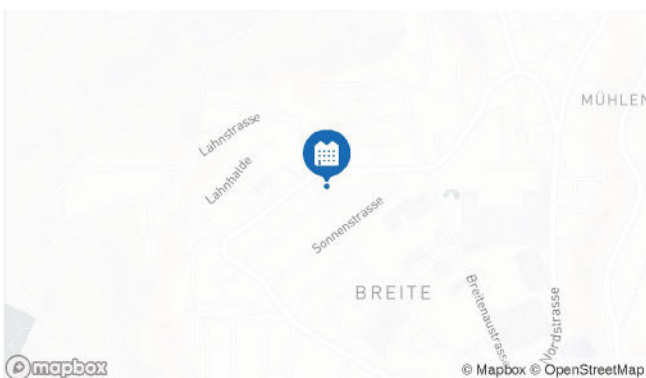 MÜHLEN
Lahnstrasse
Lahnhalde
Sonnenstrasse
BREITE
Breitenaustrasse
Nordstrasse
mapbox
© Mapbox © OpenStreetMap